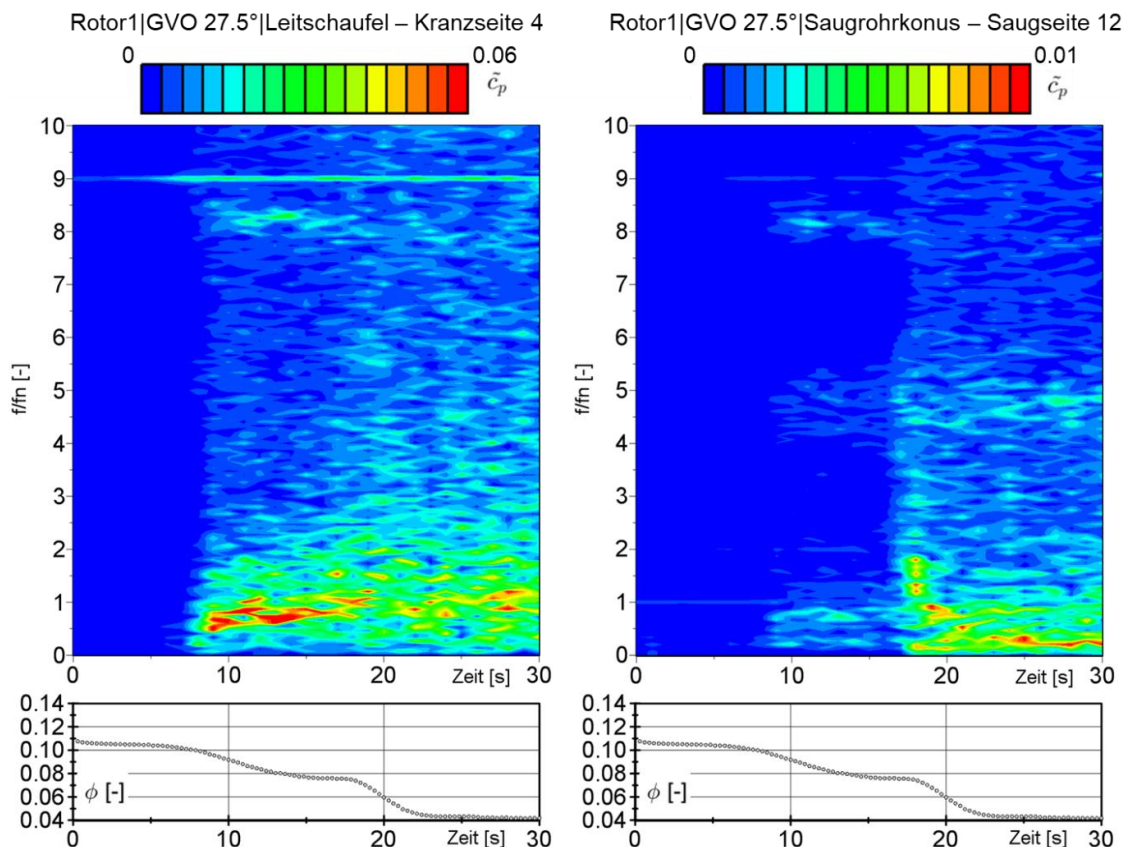 Rotor1|GVO 27.5°|Leitschaufel – Kranzseite 4
0 0.06
c̃p
10
9
8
7
6
5
4
3
2
1
0
f/fn [-]
0 10 20 30
Zeit [s]
0.14
0.12
0.10
0.08
0.06
0.04
ϕ [-]
0 10 20 30
Zeit [s]
Rotor1|GVO 27.5°|Saugrohrkonus – Saugseite 12
0 0.01
c̃p
10
9
8
7
6
5
4
3
2
1
0
f/fn [-]
0 10 20 30
Zeit [s]
0.14
0.12
0.10
0.08
0.06
0.04
ϕ [-]
0 10 20 30
Zeit [s]